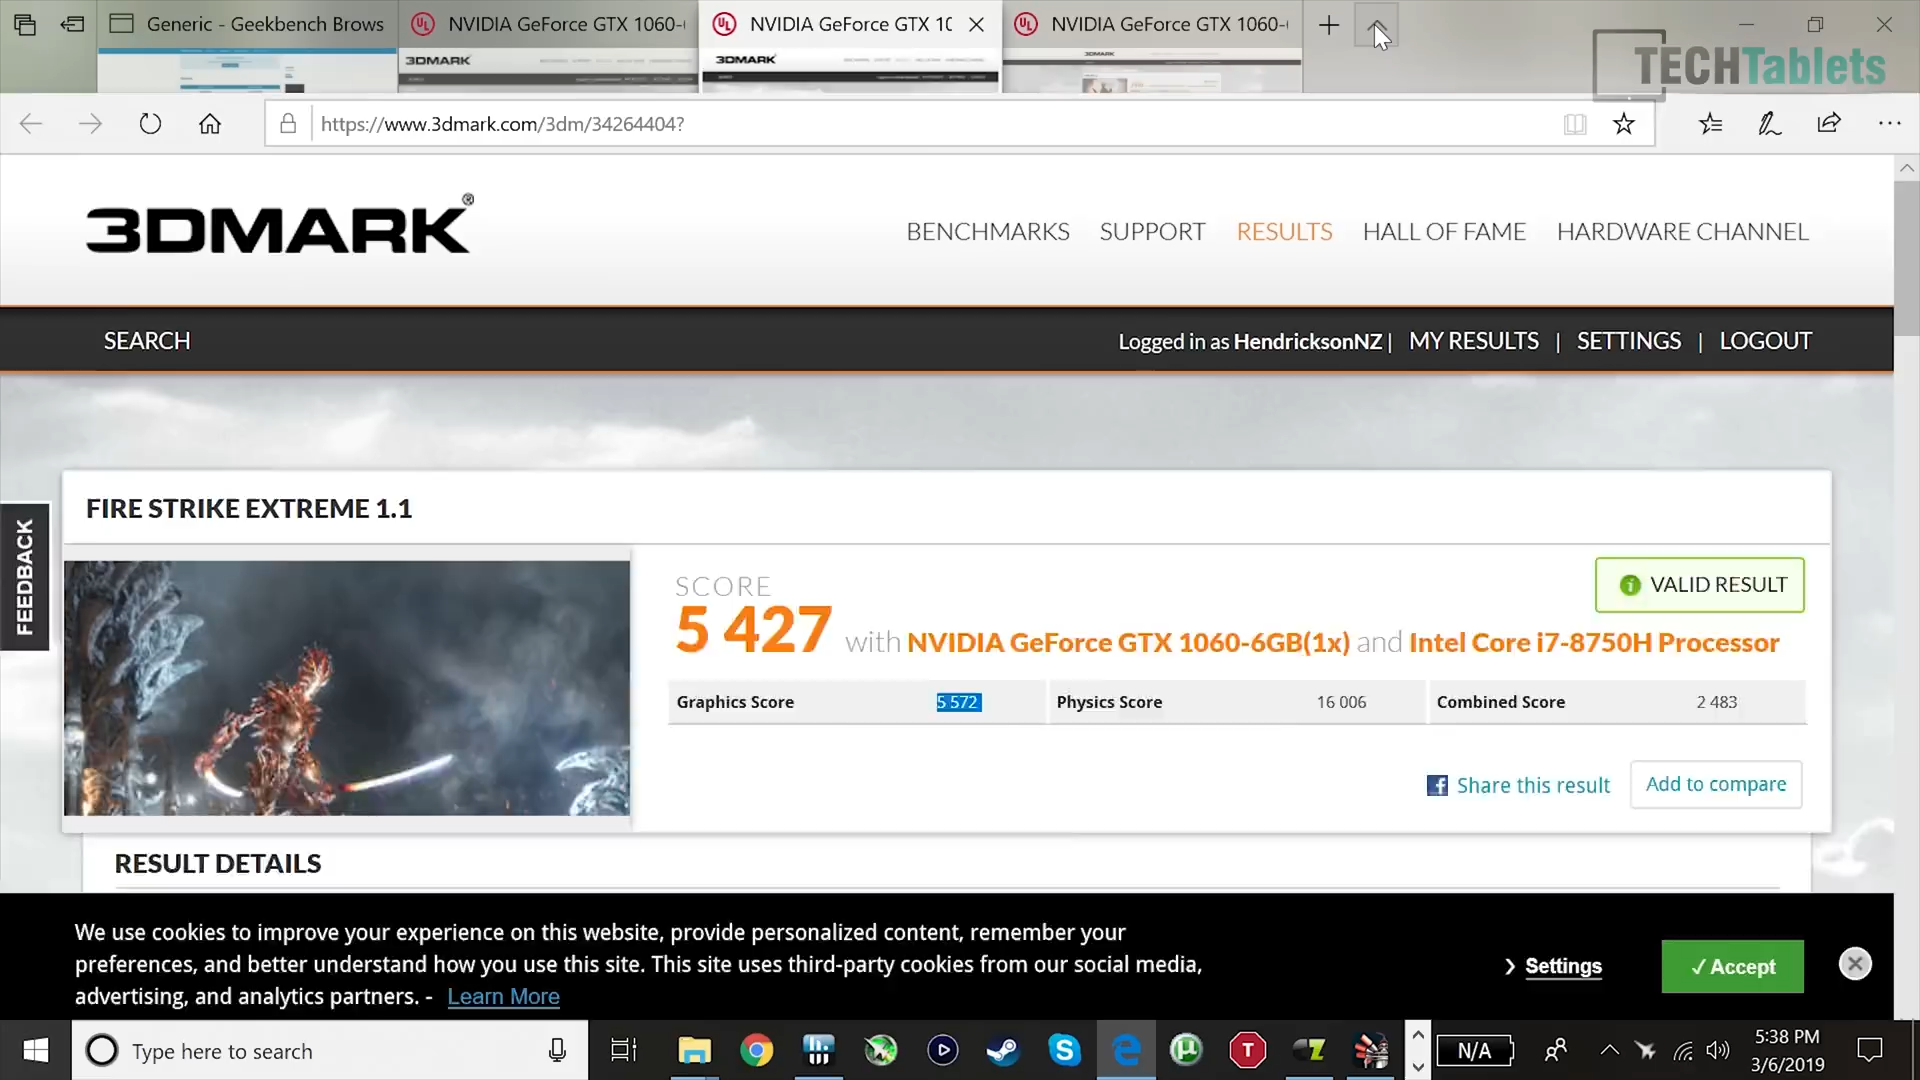 Generic - Geekbench Brows
NVIDIA GeForce GTX 1060-
NVIDIA GeForce GTX 10
NVIDIA GeForce GTX 1060-
TECHTablets
3DMARK
3DMARK
3DMARK
https://www.3dmark.com/3dm/34264404?
3DMARK®
BENCHMARKS SUPPORT RESULTS HALL OF FAME HARDWARE CHANNEL
SEARCH
Logged in as HendricksonNZ | MY RESULTS | SETTINGS | LOGOUT
FEEDBACK
FIRE STRIKE EXTREME 1.1
SCORE
VALID RESULT
5 427 with NVIDIA GeForce GTX 1060-6GB(1x) and Intel Core i7-8750H Processor
Graphics Score 5 572 Physics Score 16 006 Combined Score 2 483
Share this result
Add to compare
RESULT DETAILS
We use cookies to improve your experience on this website, provide personalized content, remember your
preferences, and better understand how you use this site. This site uses third-party cookies from our social media,
advertising, and analytics partners. - Learn More
Settings
✓ Accept
Type here to search
N/A
5:38 PM
3/6/2019